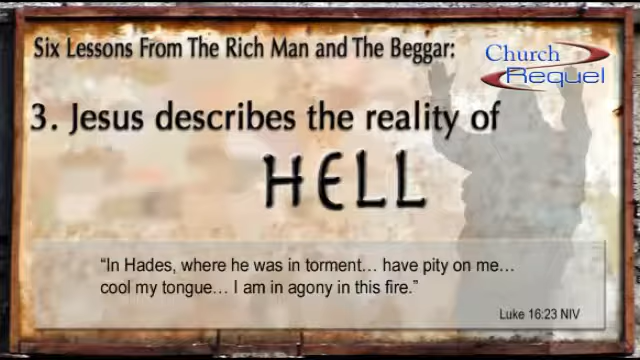 Six Lessons From The Rich Man and The Beggar:
Church
Requel
3. Jesus describes the reality of
HELL
“In Hades, where he was in torment… have pity on me…
cool my tongue… I am in agony in this fire.”
Luke 16:23 NIV